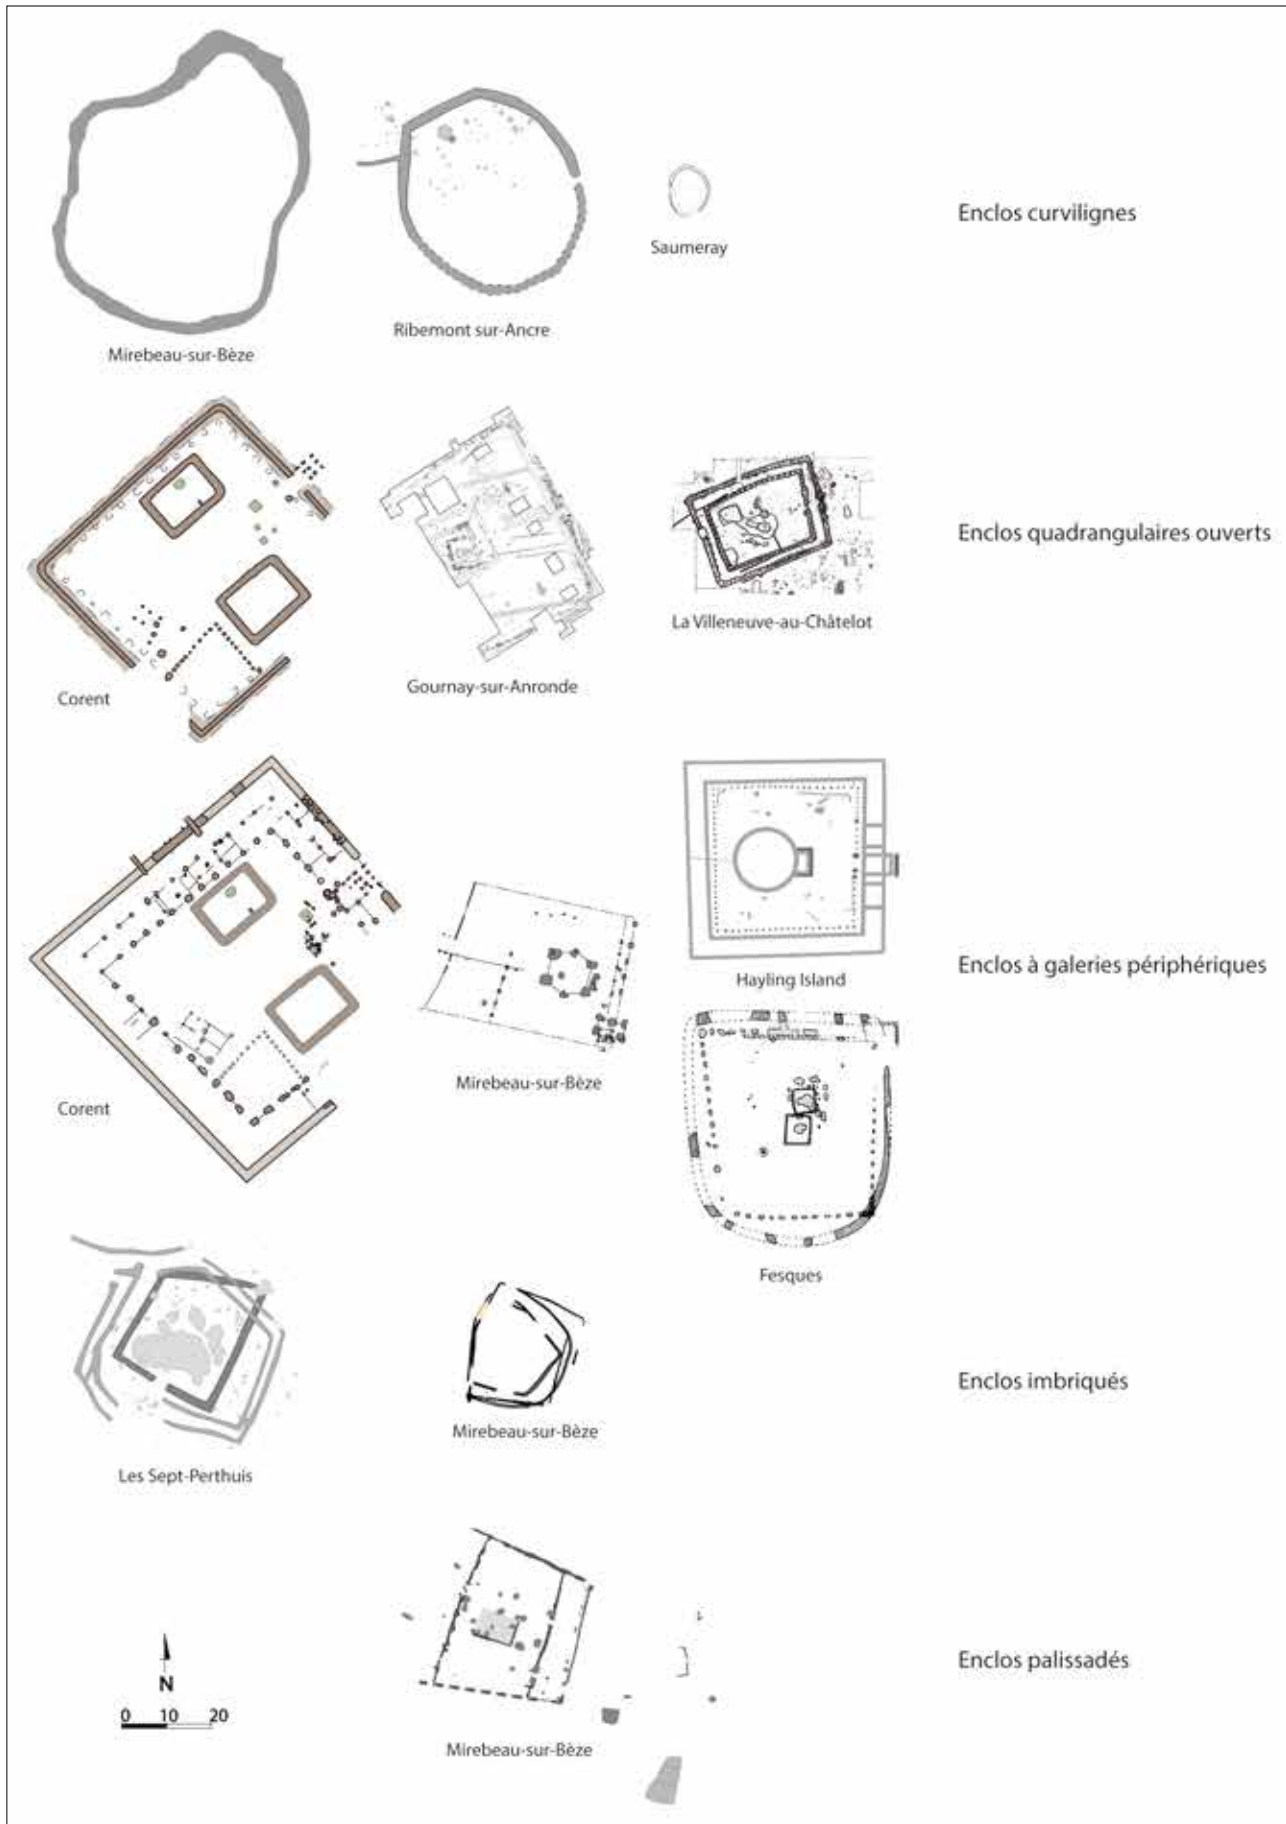 Mirebeau-sur-Bèze
Ribemont sur-Ancre
Saumeray
Enclos curvilignes
Corent
Gournay-sur-Anronde
La Villeneuve-au-Châtelot
Enclos quadrangulaires ouverts
Corent
Mirebeau-sur-Bèze
Hayling Island
Fesques
Enclos à galeries périphériques
Les Sept-Perthuis
Mirebeau-sur-Bèze
Enclos imbriqués
N
0 10 20
Mirebeau-sur-Bèze
Enclos palissadés